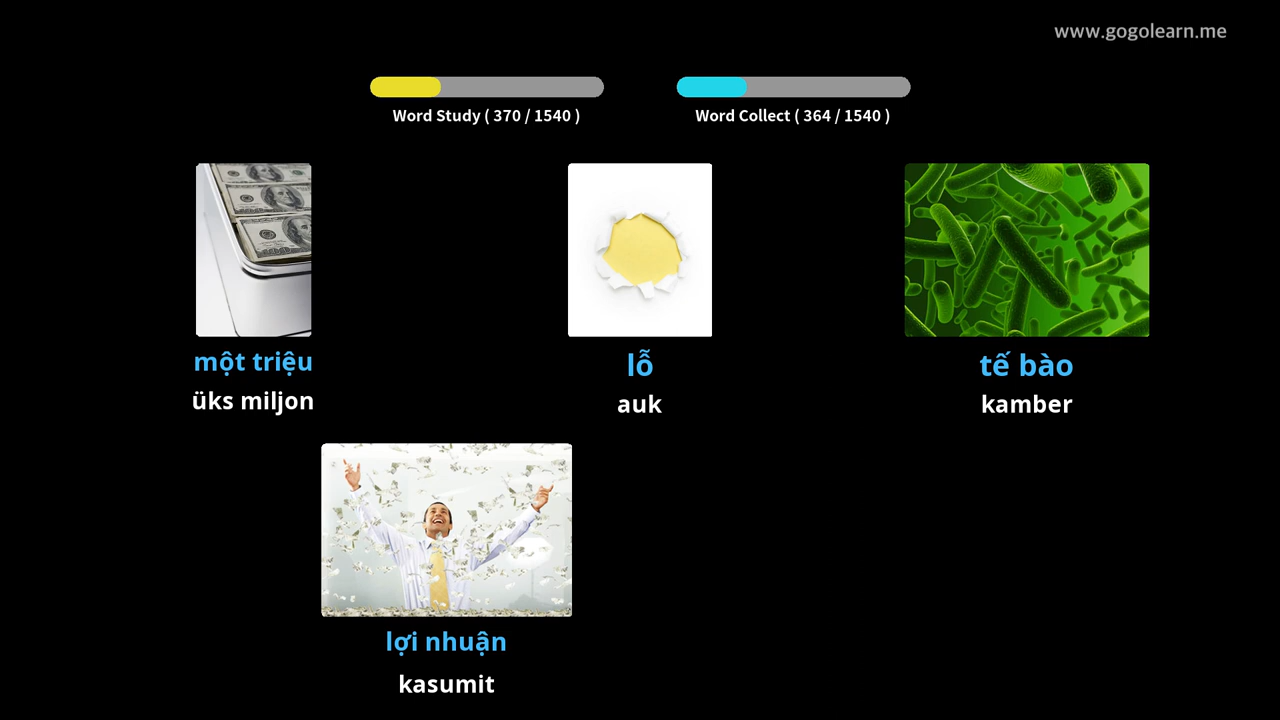 www.gogolearn.me
Word Study ( 370 / 1540 )
Word Collect ( 364 / 1540 )
một triệu
üks miljon
lỗ
auk
tế bào
kamber
lợi nhuận
kasumit